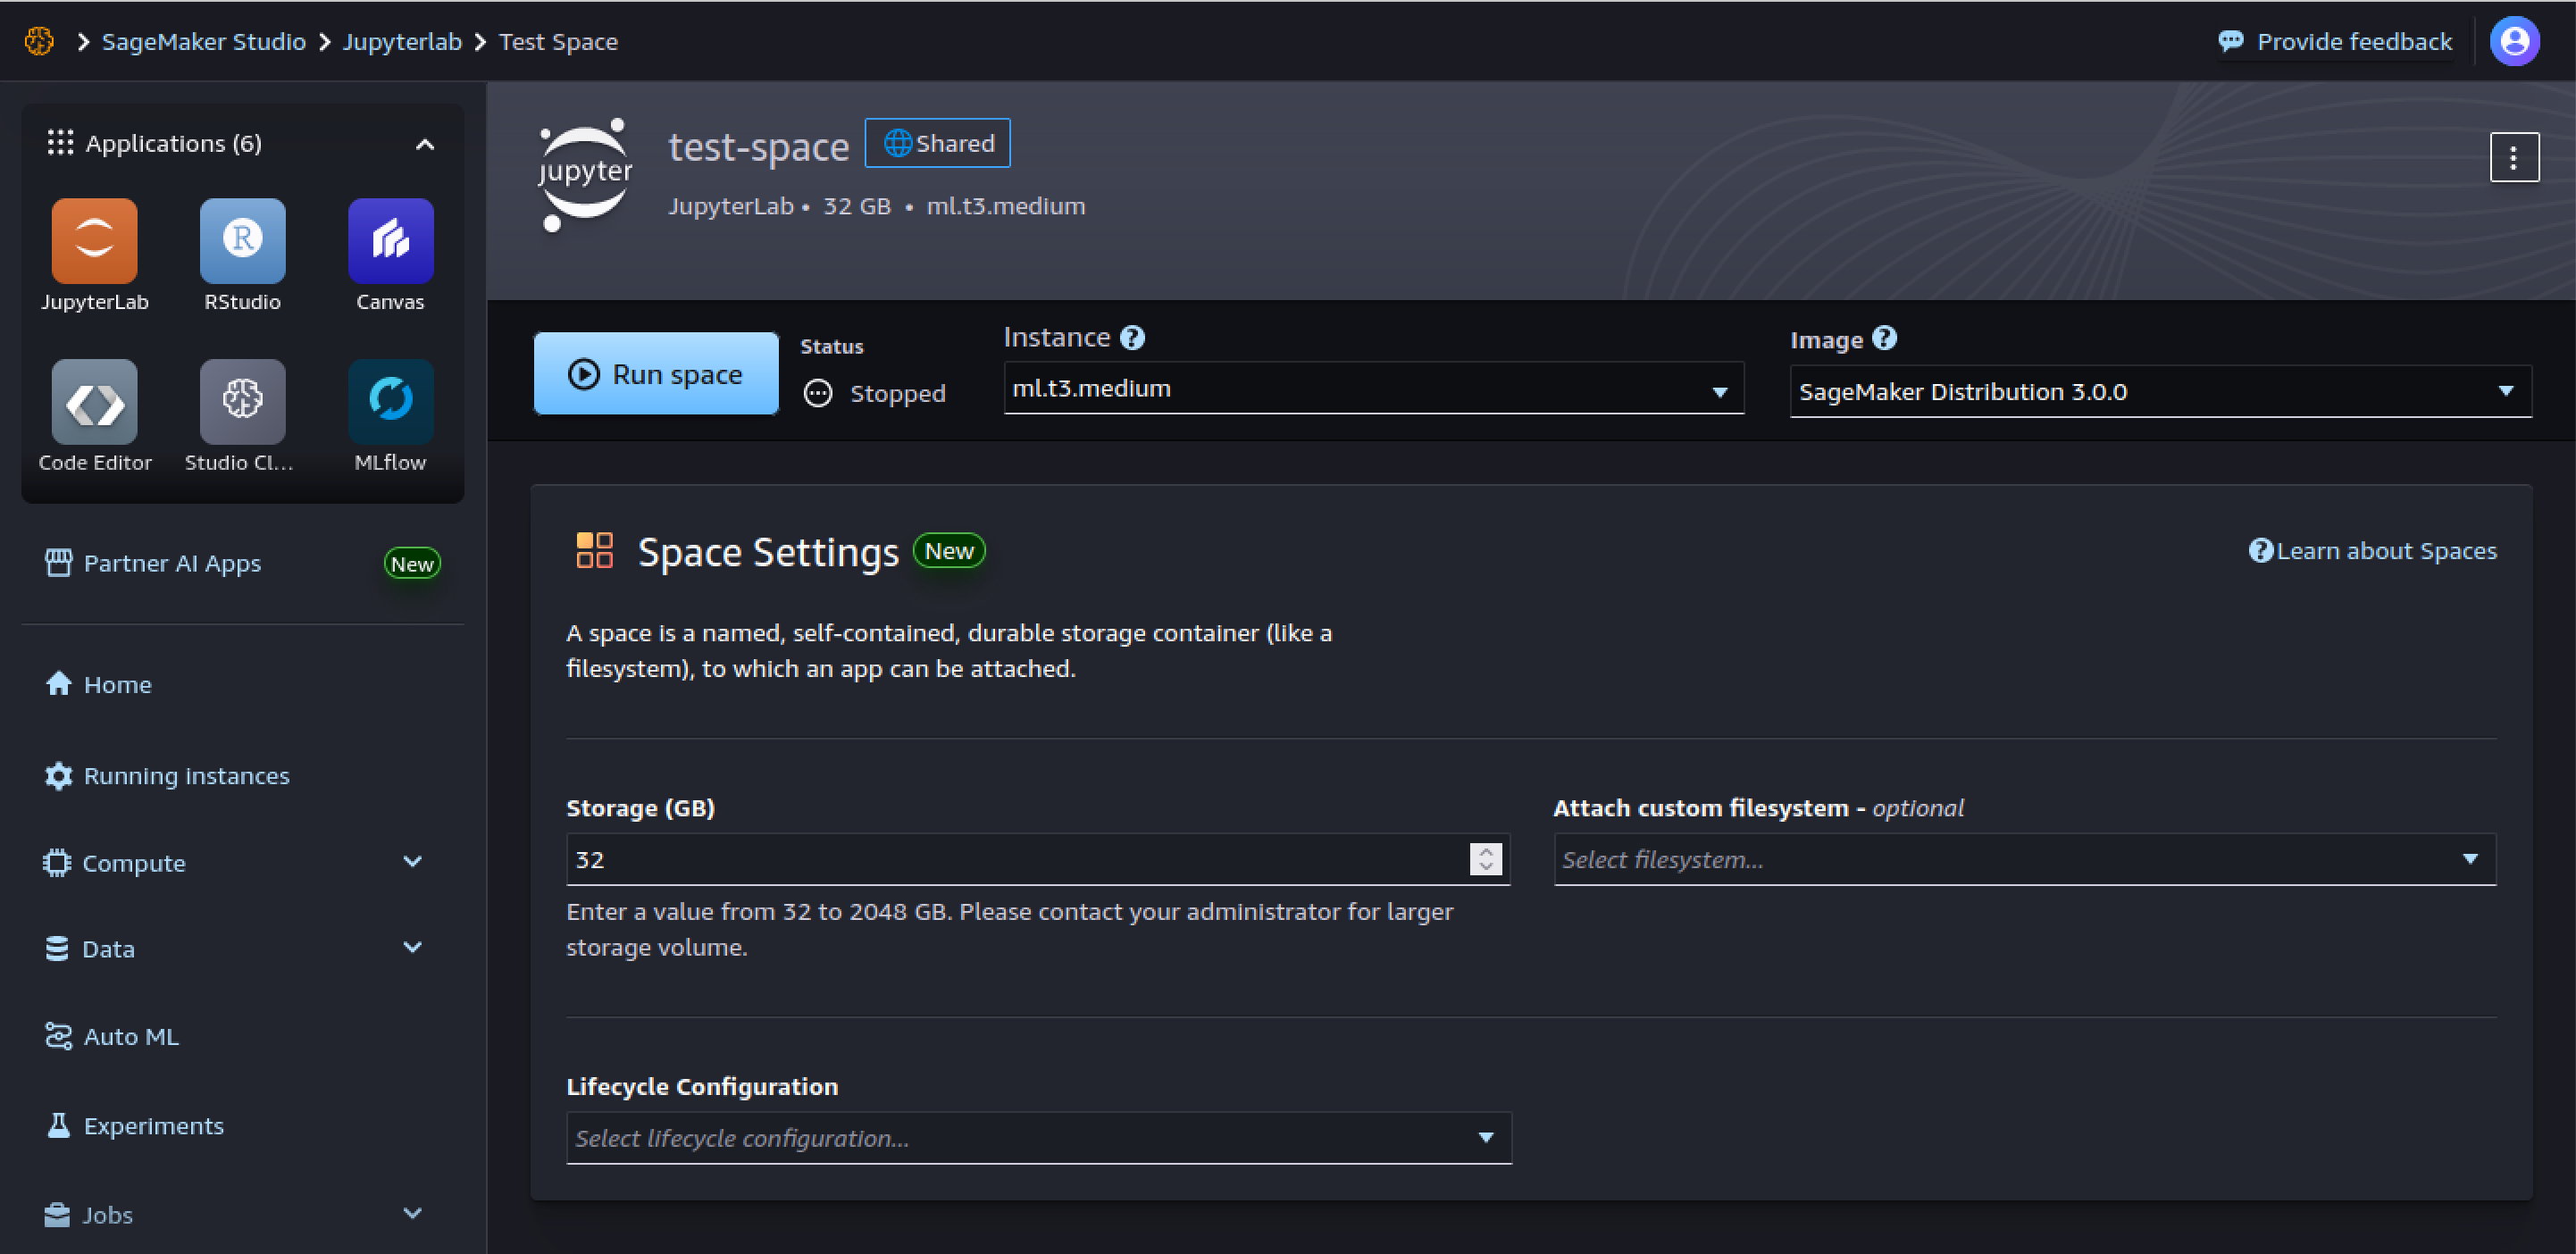 SageMaker Studio Jupyterlab Test Space
Provide feedback
Applications (6)
JupyterLab RStudio Canvas
Code Editor Studio Cl... MLflow
Partner AI Apps New
Home
Running instances
Compute
Data
Auto ML
Experiments
Jobs
jupyter
test-space Shared
JupyterLab • 32 GB • ml.t3.medium
Run space
Status
Stopped
Instance ?
ml.t3.medium
Image ?
SageMaker Distribution 3.0.0
Space Settings New
? Learn about Spaces
A space is a named, self-contained, durable storage container (like a
filesystem), to which an app can be attached.
Storage (GB)
32
Enter a value from 32 to 2048 GB. Please contact your administrator for larger
storage volume.
Attach custom filesystem - optional
Select filesystem...
Lifecycle Configuration
Select lifecycle configuration...